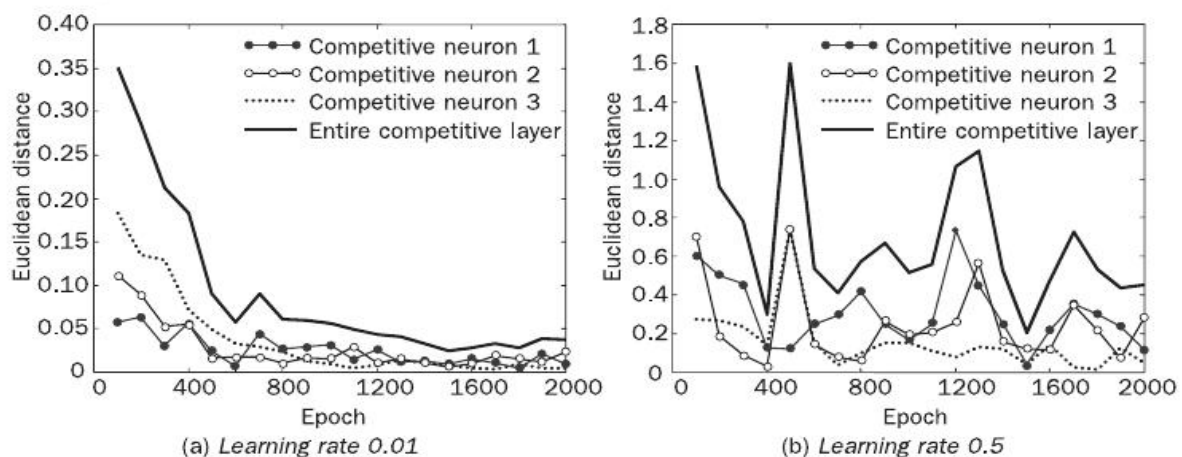 0.40
0.35
0.30
0.25
0.20
0.15
0.10
0.05
0
Euclidean distance
Competitive neuron 1
Competitive neuron 2
Competitive neuron 3
Entire competitive layer
0 400 800 1200 1600 2000
Epoch
(a) Learning rate 0.01
1.8
1.6
1.4
1.2
1.0
0.8
0.6
0.4
0.2
0
Euclidean distance
Competitive neuron 1
Competitive neuron 2
Competitive neuron 3
Entire competitive layer
0 400 800 1200 1600 2000
Epoch
(b) Learning rate 0.5